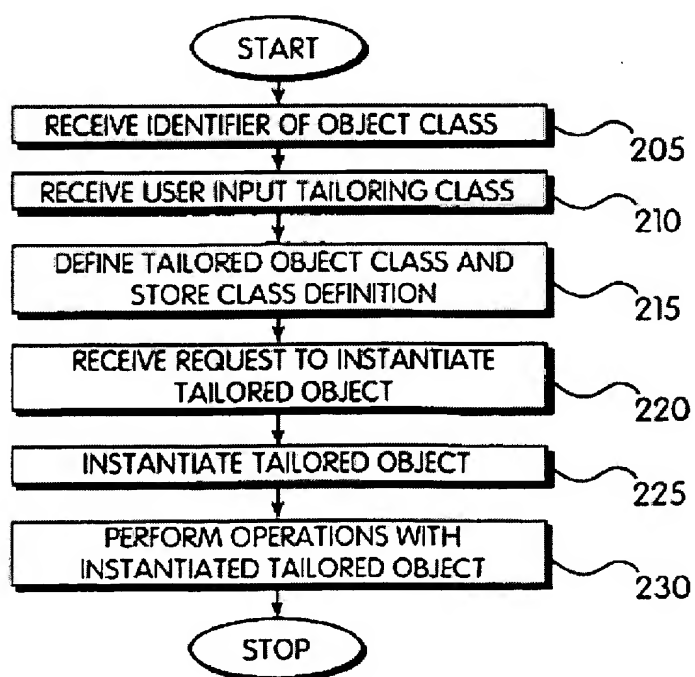 START
RECEIVE IDENTIFIER OF OBJECT CLASS
205
RECEIVE USER INPUT TAILORING CLASS
210
DEFINE TAILORED OBJECT CLASS AND
STORE CLASS DEFINITION
215
RECEIVE REQUEST TO INSTANTIATE
TAILORED OBJECT
220
INSTANTIATE TAILORED OBJECT
225
PERFORM OPERATIONS WITH
INSTANTIATED TAILORED OBJECT
230
STOP